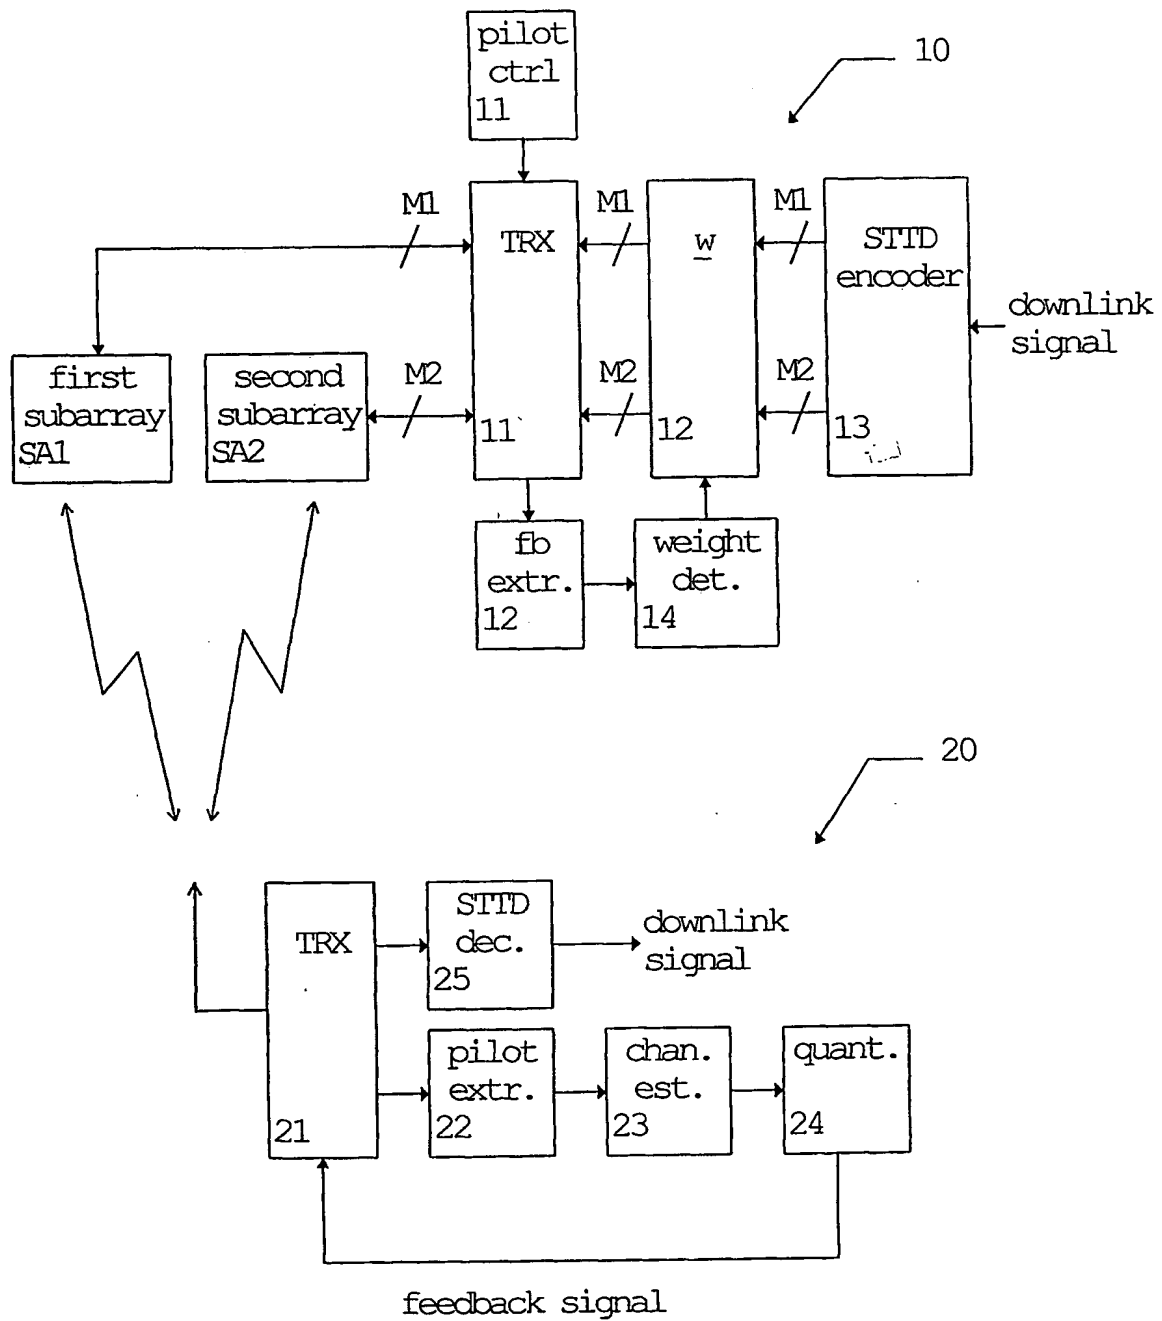 pilot
ctrl
11
10
M1
M1
M1
TRX
w
STTD
encoder
downlink
signal
first
subarray
SA1
second
subarray
SA2
M2
M2
M2
11
12
13
fb
extr.
12
weight
det.
14
20
TRX
21
STTD
dec.
25
downlink
signal
pilot
extr.
22
chan.
est.
23
quant.
24
feedback signal